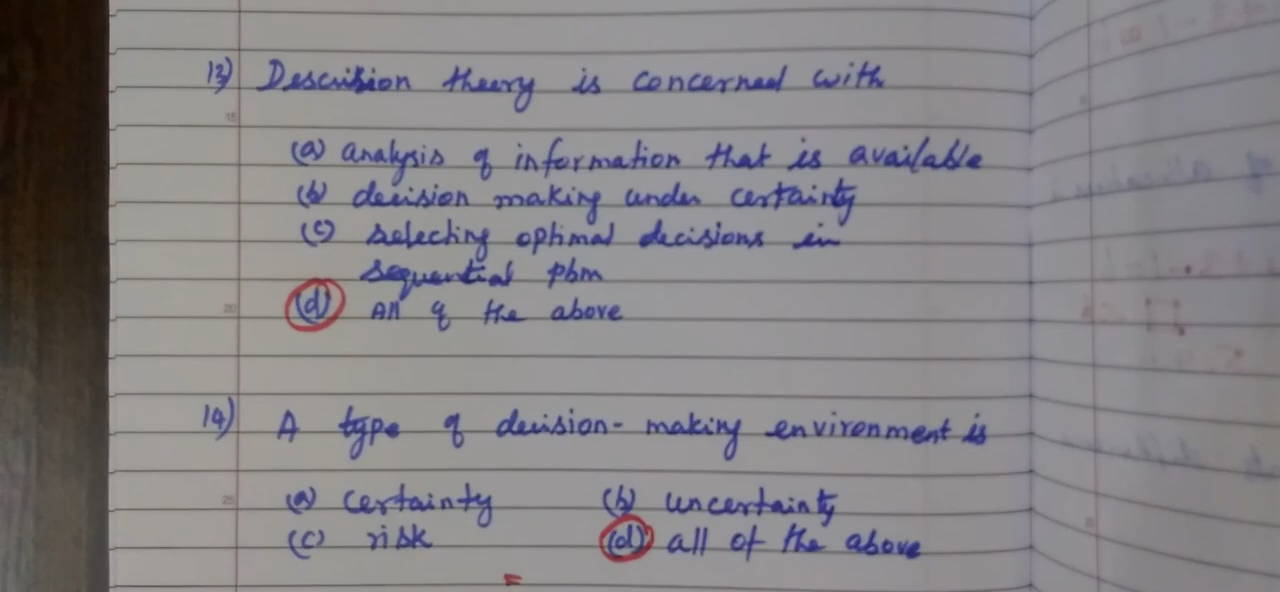 13) Descision theory is concerned with
(a) analysis of information that is available
(b) decision making under certainty
(c) selecting optimal decisions in
sequential pbm
(d) All of the above
14) A type of decision-making environment is
(a) certainty (b) uncertainty
(c) risk (d) all of the above